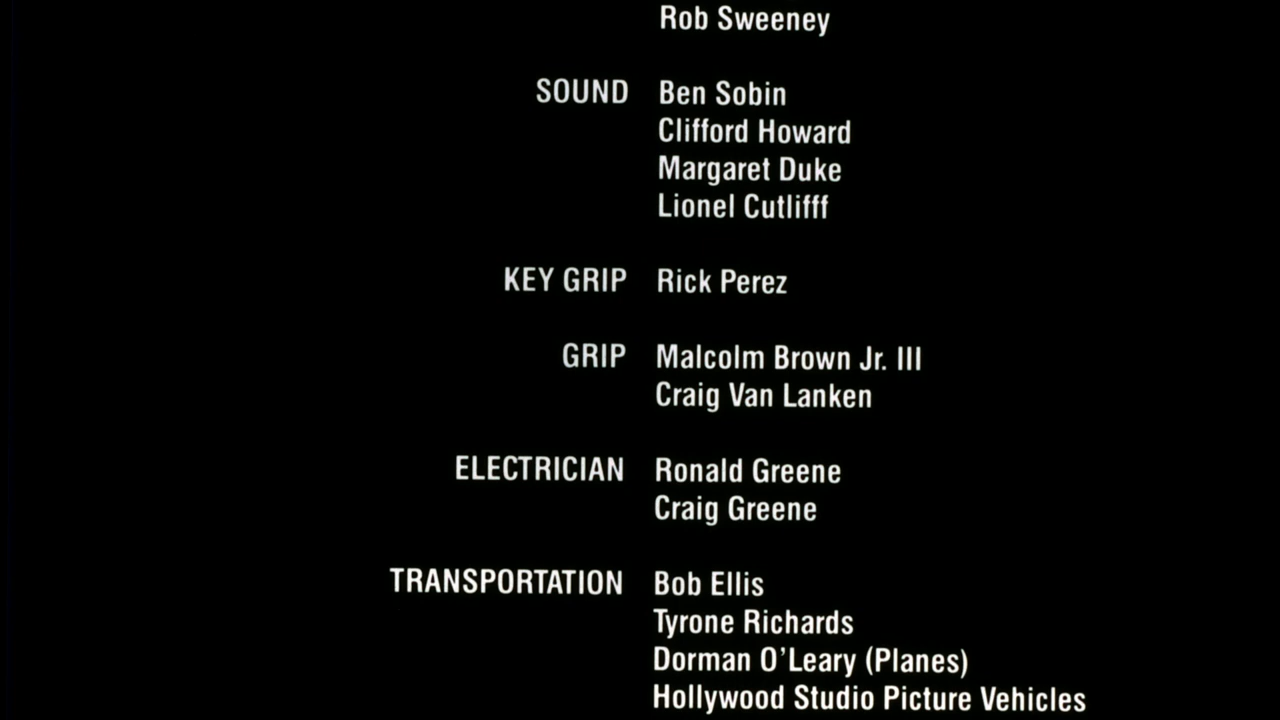 Rob Sweeney
SOUND Ben Sobin
Clifford Howard
Margaret Duke
Lionel Cutlifff
KEY GRIP Rick Perez
GRIP Malcolm Brown Jr. III
Craig Van Lanken
ELECTRICIAN Ronald Greene
Craig Greene
TRANSPORTATION Bob Ellis
Tyrone Richards
Dorman O'Leary (Planes)
Hollywood Studio Picture Vehicles